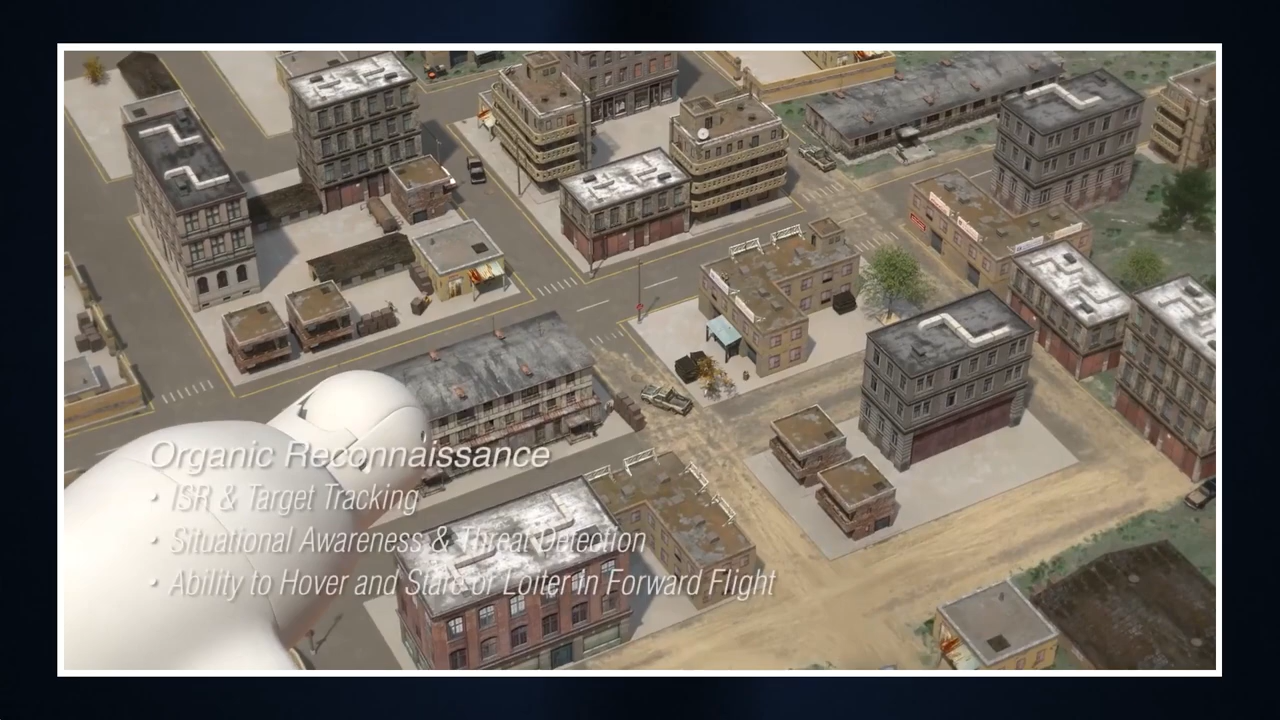 Organic Reconnaissance
• ISR & Target Tracking
• Situational Awareness & Threat Detection
• Ability to Hover and Stare or Loiter in Forward Flight